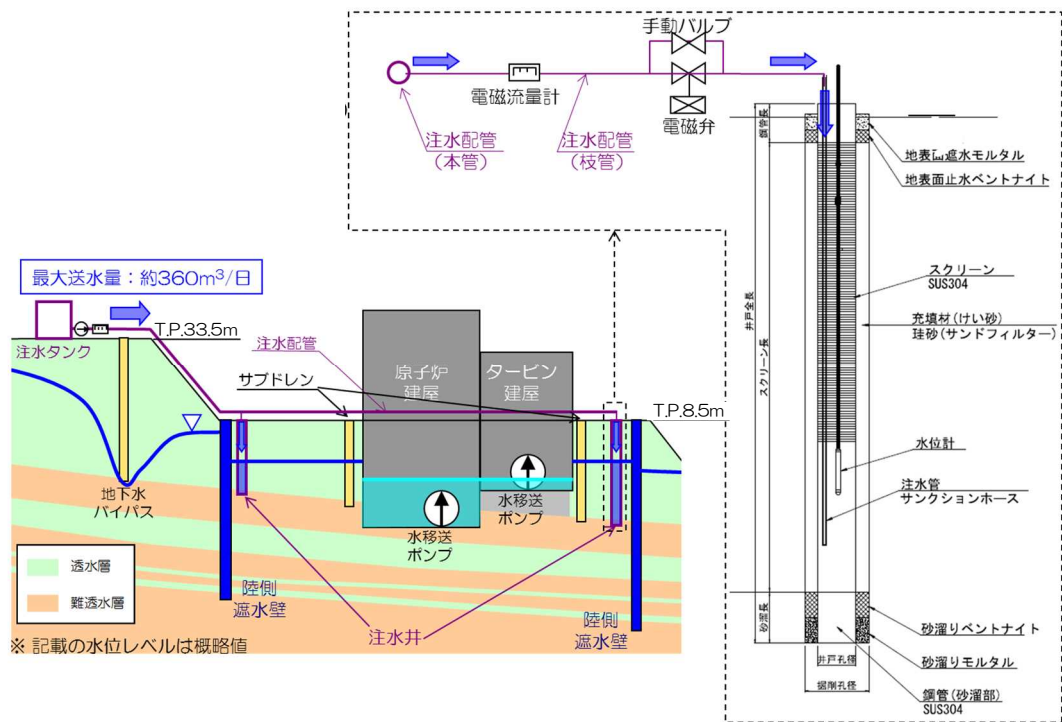 手動バルブ
電磁流量計
電磁弁
注水配管
(本管)
注水配管
(枝管)
鋼管長
井戸全長
スクリーン長
砂溜長
地表面遮水モルタル
地表面止水ベントナイト
スクリーン
SUS304
充填材(けい砂)
珪砂(サンドフィルター)
水位計
注水管
サンクションホース
砂溜りベントナイト
砂溜りモルタル
鋼管(砂溜部)
SUS304
井戸孔径
掘削孔径
最大送水量:約360m³/日
注水タンク
T.P.33.5m
注水配管
サブドレン
原子炉
建屋
タービン
建屋
T.P.8.5m
地下水
バイパス
水移送
ポンプ
水移送
ポンプ
透水層
難透水層
陸側
遮水壁
注水井
陸側
遮水壁
※ 記載の水位レベルは概略値